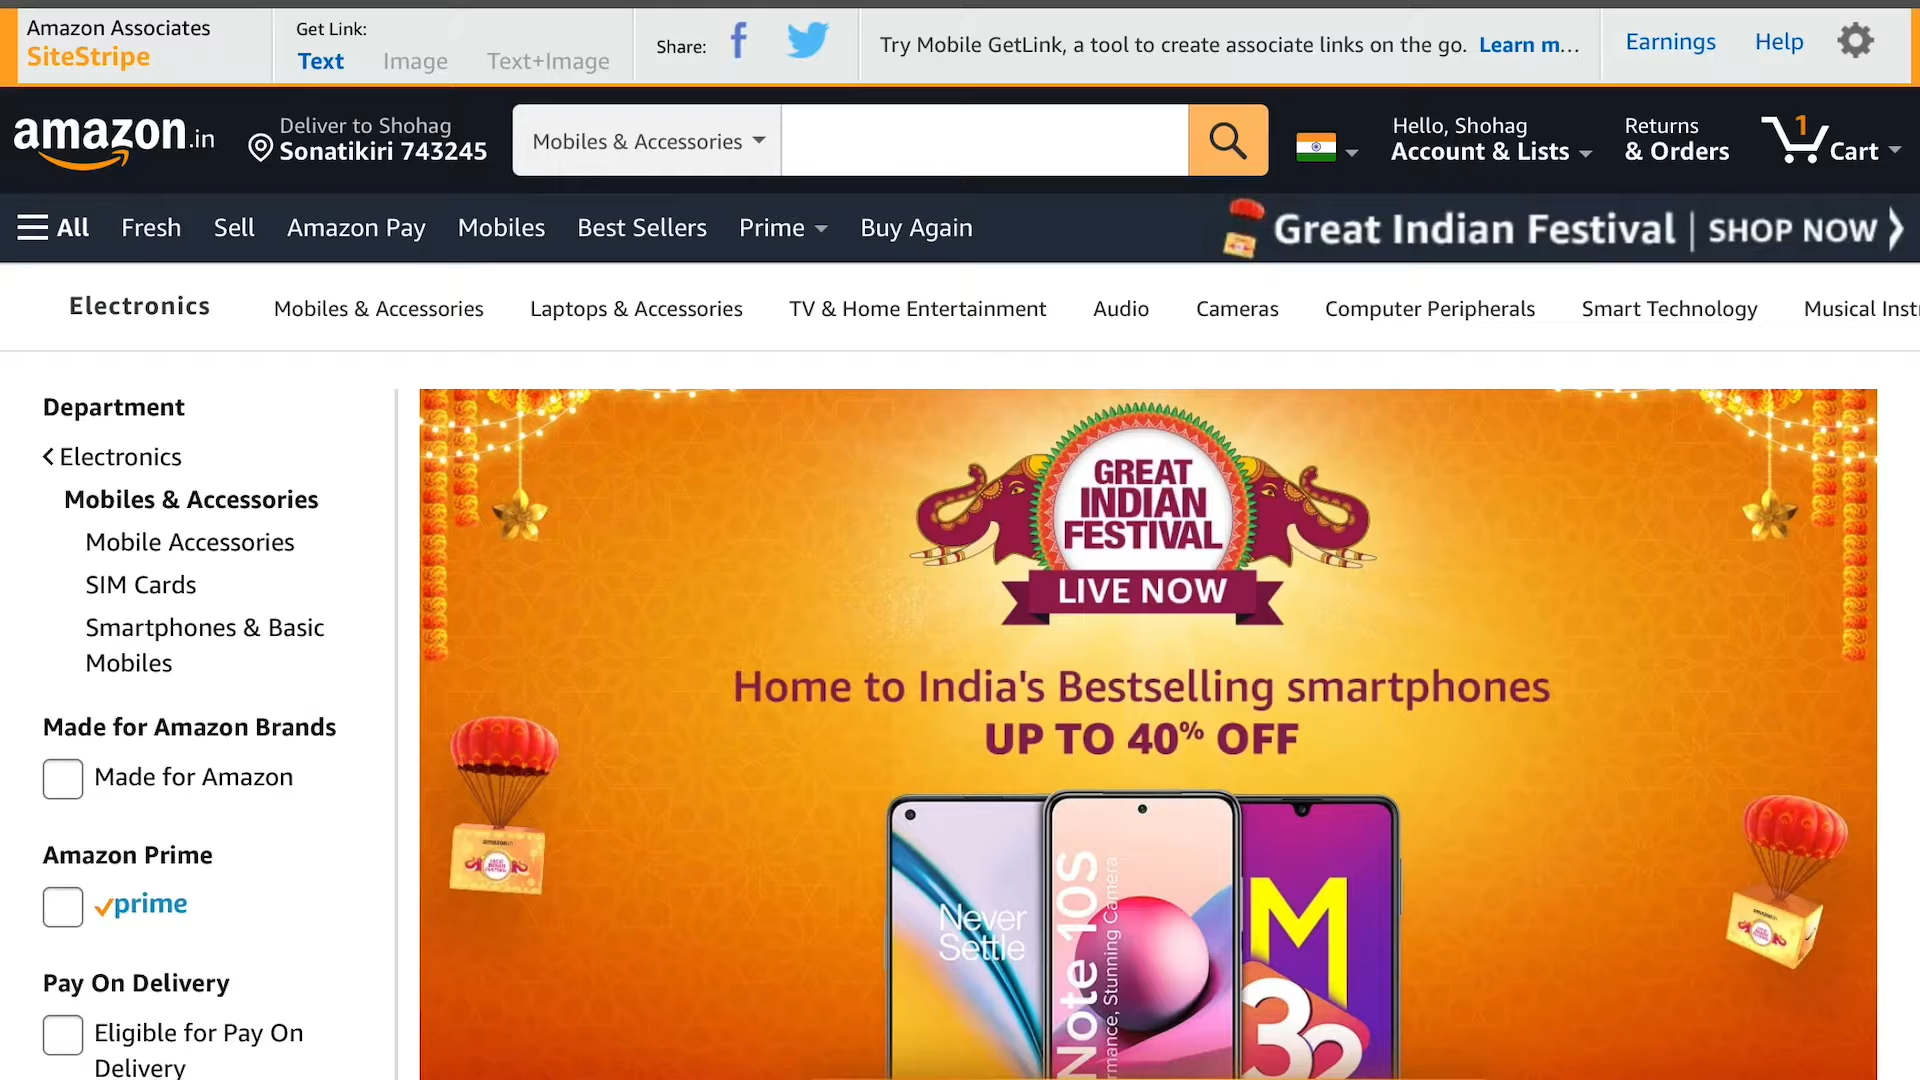 Amazon Associates
SiteStripe
Get Link:
Text Image Text+Image
Share:
Try Mobile GetLink, a tool to create associate links on the go. Learn m...
Earnings Help
amazon.in
Deliver to Shohag
Sonatikiri 743245
Mobiles & Accessories
Hello, Shohag
Account & Lists
Returns
& Orders
1
Cart
All Fresh Sell Amazon Pay Mobiles Best Sellers Prime Buy Again
Great Indian Festival | SHOP NOW
Electronics Mobiles & Accessories Laptops & Accessories TV & Home Entertainment Audio Cameras Computer Peripherals Smart Technology Musical Inst
Department
Electronics
Mobiles & Accessories
Mobile Accessories
SIM Cards
Smartphones & Basic
Mobiles
Made for Amazon Brands
Made for Amazon
Amazon Prime
prime
Pay On Delivery
Eligible for Pay On
Delivery
GREAT
INDIAN
FESTIVAL
LIVE NOW
Home to India's Bestselling smartphones
UP TO 40% OFF
Never
Settle
Note 10S
rmance, Stunning Camera
M
32